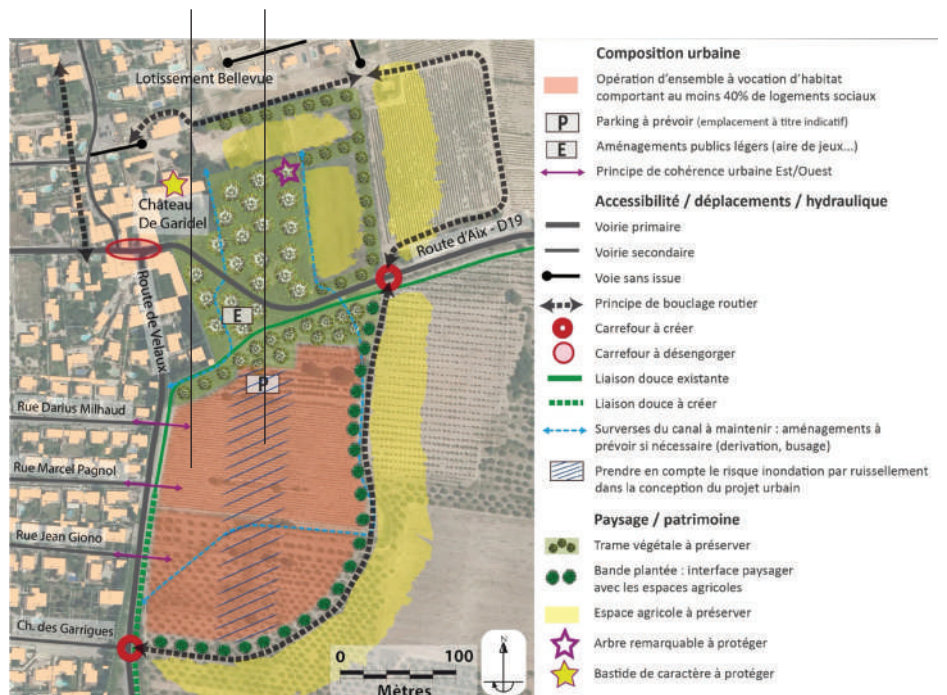 Lotissement Bellevue
Château
De Garidel
Route d'Aix - D19
Route de Velaux
E
P
Rue Darius Milhaud
Rue Marcel Pagnol
Rue Jean Giono
Ch. des Garrigues
0
100
Mètres
N
Composition urbaine
Opération d'ensemble à vocation d'habitat
comportant au moins 40% de logements sociaux
P
Parking à prévoir (emplacement à titre indicatif)
E
Aménagements publics légers (aire de jeux...)
Principe de cohérence urbaine Est/Ouest
Accessibilité / déplacements / hydraulique
Voirie primaire
Voirie secondaire
Voie sans issue
Principe de bouclage routier
Carrefour à créer
Carrefour à désengorger
Liaison douce existante
Liaison douce à créer
Surverses du canal à maintenir : aménagements à
prévoir si nécessaire (derivation, busage)
Prendre en compte le risque inondation par ruissellement
dans la conception du projet urbain
Paysage / patrimoine
Trame végétale à préserver
Bande plantée : interface paysager
avec les espaces agricoles
Espace agricole à préserver
Arbre remarquable à protéger
Bastide de caractère à protéger